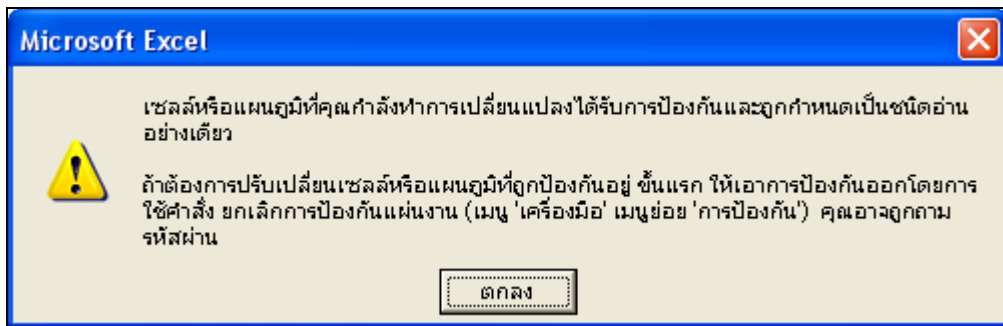 Microsoft Excel
เซลล์หรือแผนภูมิที่คุณกำลังทำการเปลี่ยนแปลงได้รับการป้องกันและถูกกำหนดเป็นชนิดอ่าน
อย่างเดียว
ถ้าต้องการปรับเปลี่ยนเซลล์หรือแผนภูมิที่ถูกป้องกันอยู่ ขั้นแรก ให้เอาการป้องกันออกโดยการ
ใช้คำสั่ง ยกเลิกการป้องกันแผ่นงาน (เมนู 'เครื่องมือ' เมนูย่อย 'การป้องกัน') คุณอาจถูกถาม
รหัสผ่าน
ตกลง